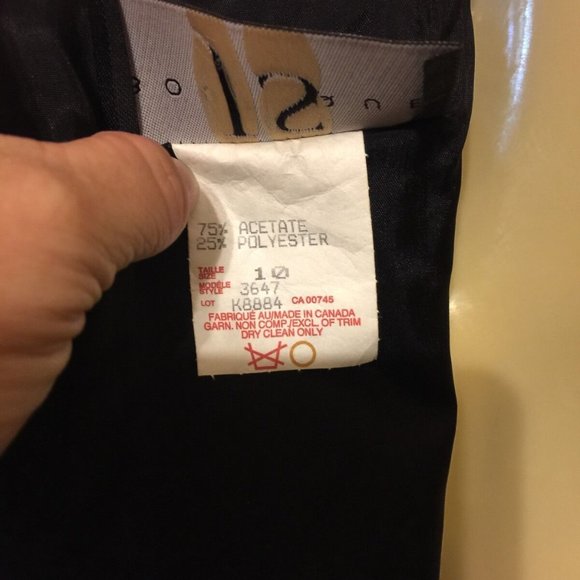 75% ACETATE
25% POLYESTER
TAILLE
SIZE 10
MODÈLE
STYLE 3647
LOT K8884 CA 00745
FABRIQUÉ AU/MADE IN CANADA
GARN. NON COMP./EXCL. OF TRIM
DRY CLEAN ONLY